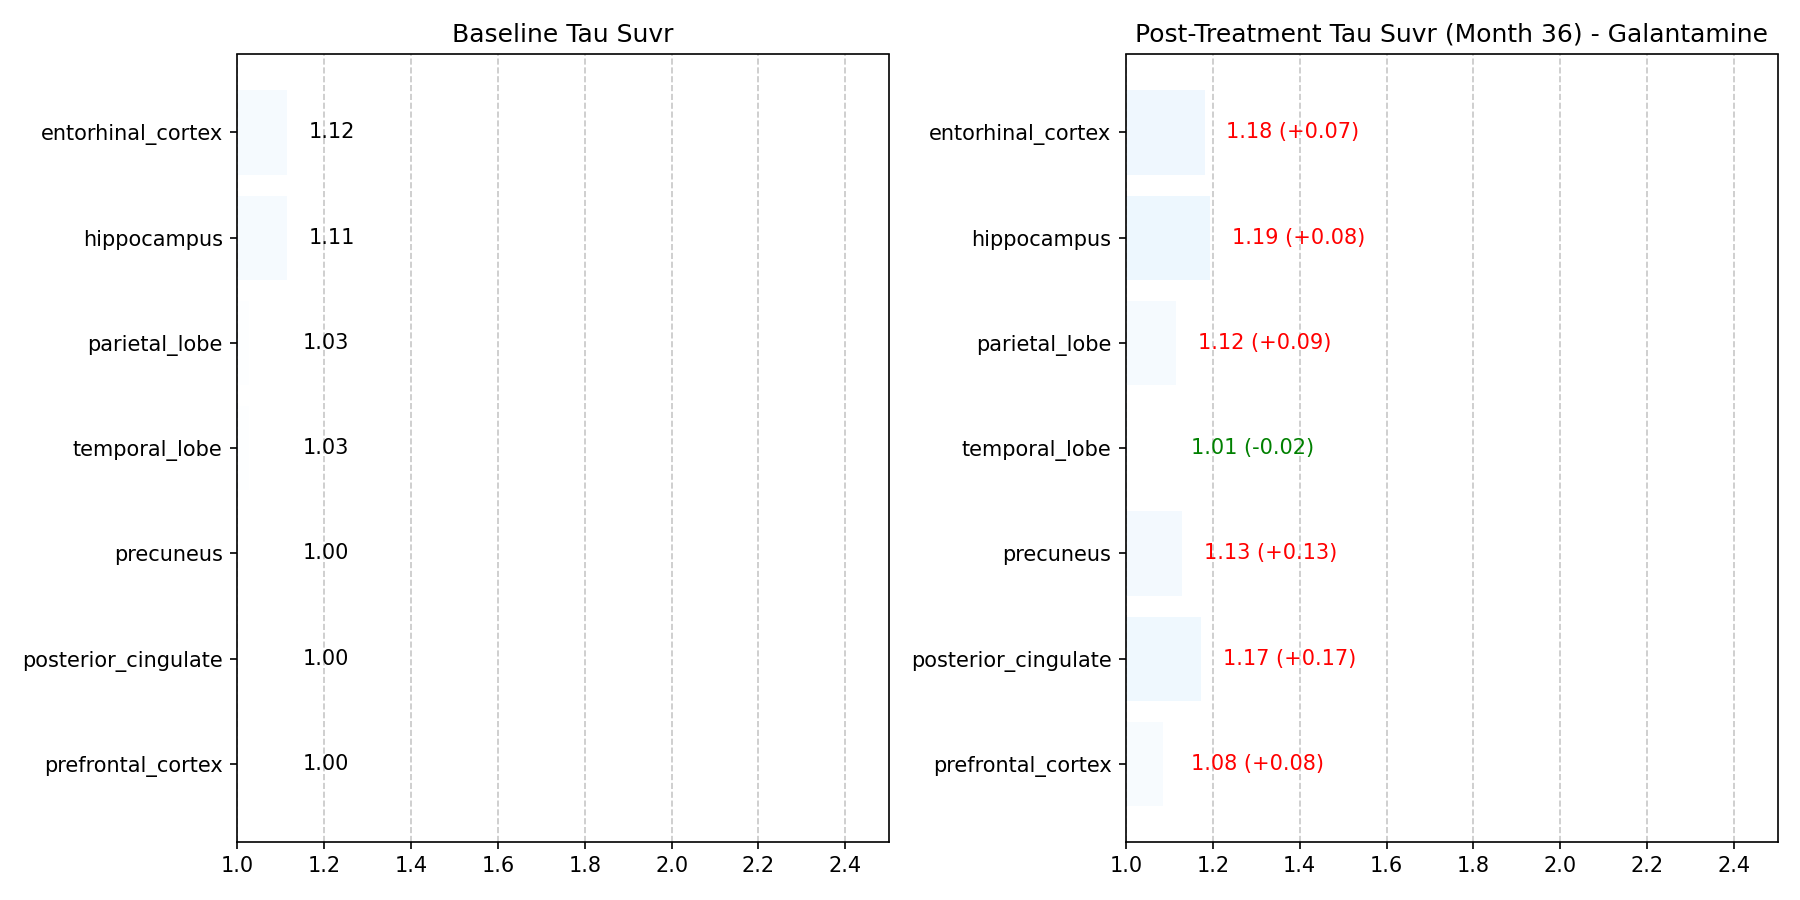 Baseline Tau Suvr
entorhinal_cortex 1.12
hippocampus 1.11
parietal_lobe 1.03
temporal_lobe 1.03
precuneus 1.00
posterior_cingulate 1.00
prefrontal_cortex 1.00
1.0 1.2 1.4 1.6 1.8 2.0 2.2 2.4
Post-Treatment Tau Suvr (Month 36) - Galantamine
entorhinal_cortex 1.18 (+0.07)
hippocampus 1.19 (+0.08)
parietal_lobe 1.12 (+0.09)
temporal_lobe 1.01 (-0.02)
precuneus 1.13 (+0.13)
posterior_cingulate 1.17 (+0.17)
prefrontal_cortex 1.08 (+0.08)
1.0 1.2 1.4 1.6 1.8 2.0 2.2 2.4